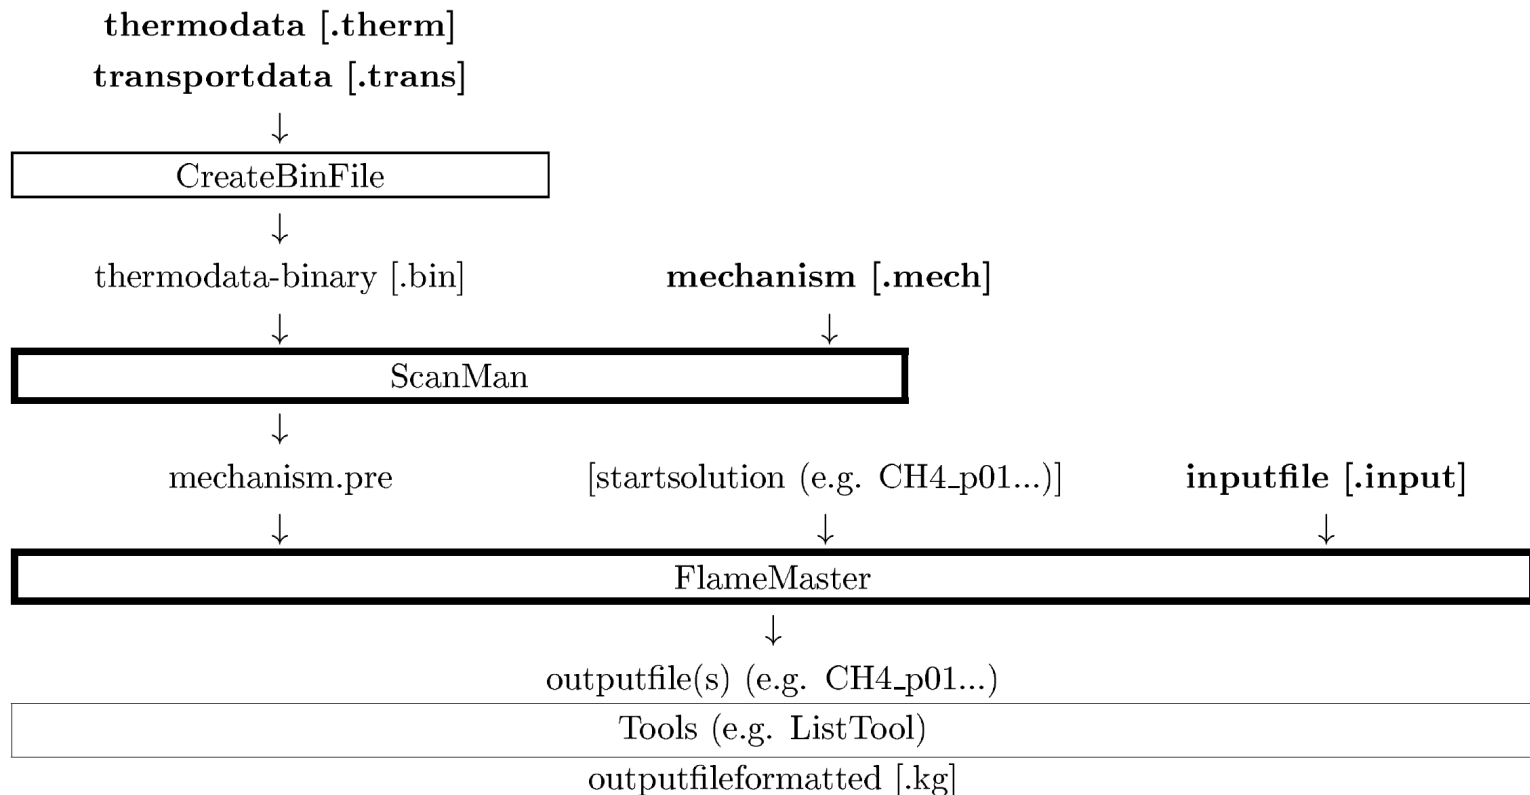 thermodata [.therm]
transportdata [.trans]
↓
CreateBinFile
↓
thermodata-binary [.bin] mechanism [.mech]
↓ ↓
ScanMan
↓
mechanism.pre [startsolution (e.g. CH4_p01...)] inputfile [.input]
↓ ↓ ↓
FlameMaster
↓
outputfile(s) (e.g. CH4_p01...)
Tools (e.g. ListTool)
outputfileformatted [.kg]